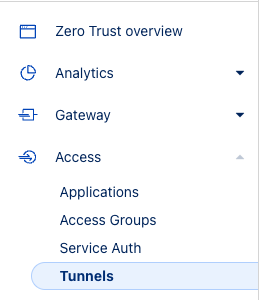 Zero Trust overview
Analytics
Gateway
Access
Applications
Access Groups
Service Auth
Tunnels